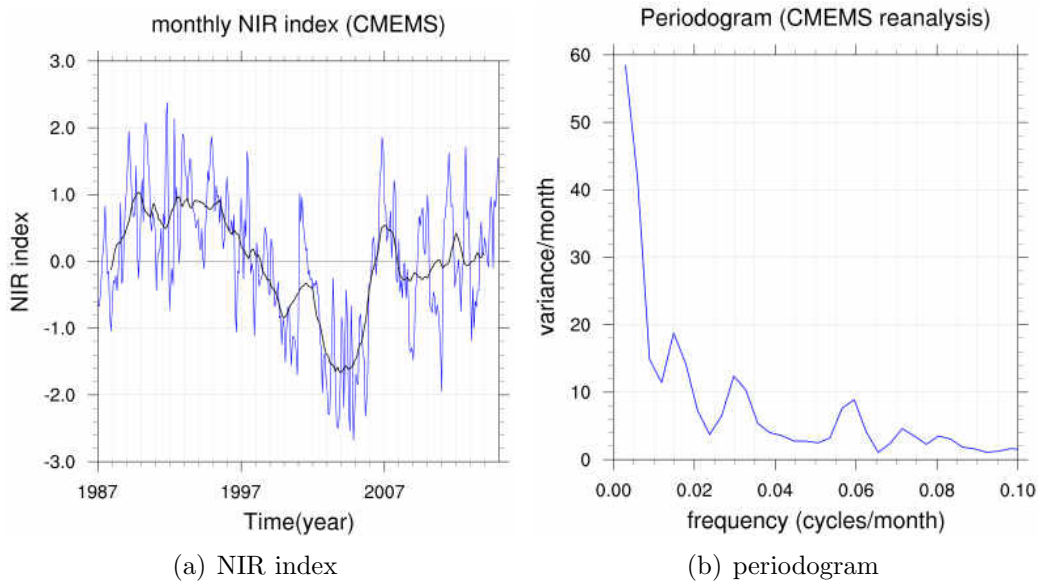 monthly NIR index (CMEMS)
3.0
2.0
1.0
0.0
-1.0
-2.0
-3.0
NIR index
1987
1997
2007
Time(year)
(a) NIR index
Periodogram (CMEMS reanalysis)
60
50
40
30
20
10
0
variance/month
0.00
0.02
0.04
0.06
0.08
0.10
frequency (cycles/month)
(b) periodogram